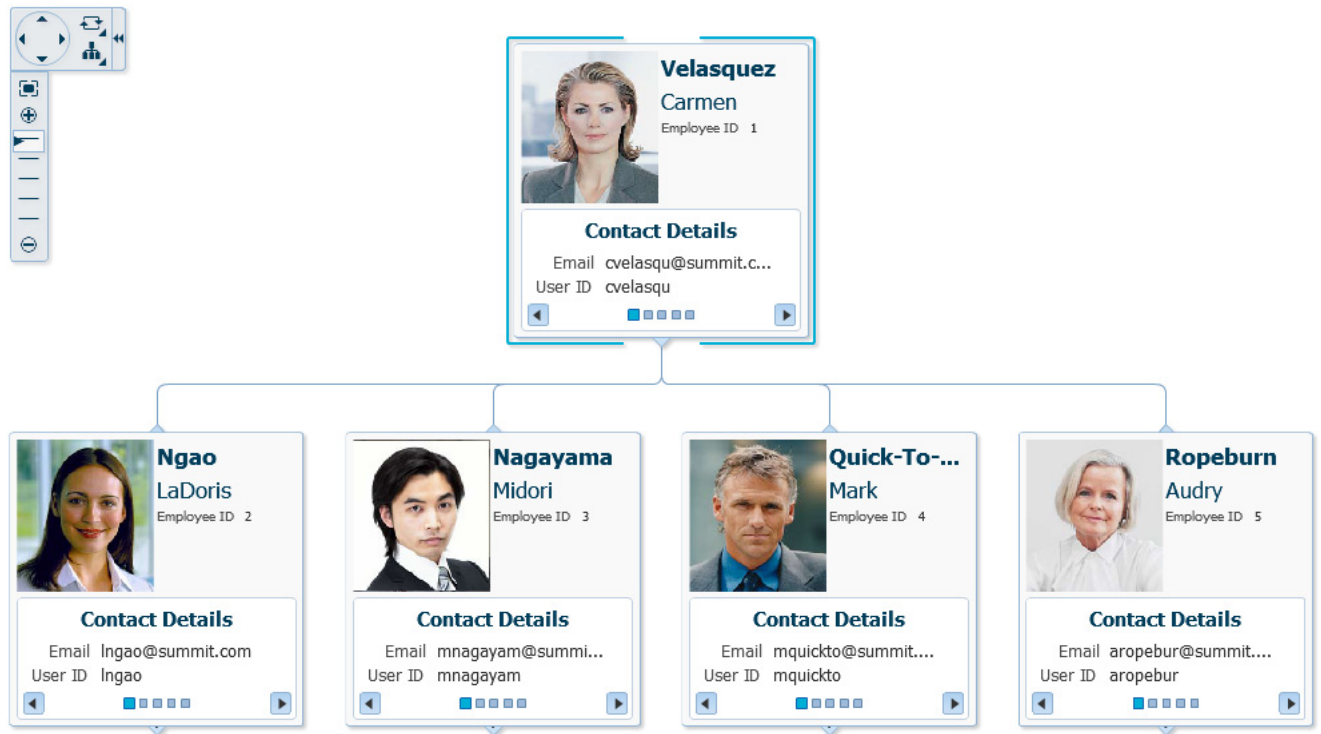 Velasquez
Carmen
Employee ID 1
Contact Details
Email cvelasqu@summit.c...
User ID cvelasqu
Ngao
LaDoris
Employee ID 2
Contact Details
Email lngao@summit.com
User ID lngao
Nagayama
Midori
Employee ID 3
Contact Details
Email mnagayam@summi...
User ID mnagayam
Quick-To-...
Mark
Employee ID 4
Contact Details
Email mquickto@summit....
User ID mquickto
Ropeburn
Audry
Employee ID 5
Contact Details
Email aropebur@summit....
User ID aropebur